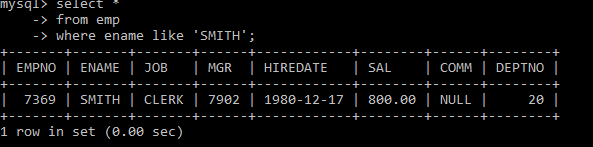 mysql> select *
    -> from emp
    -> where ename like 'SMITH';
+-------+-------+-------+------+------------+--------+------+--------+
| EMPNO | ENAME | JOB   | MGR  | HIREDATE   | SAL    | COMM | DEPTNO |
+-------+-------+-------+------+------------+--------+------+--------+
|  7369 | SMITH | CLERK | 7902 | 1980-12-17 | 800.00 | NULL |     20 |
+-------+-------+-------+------+------------+--------+------+--------+
1 row in set (0.00 sec)